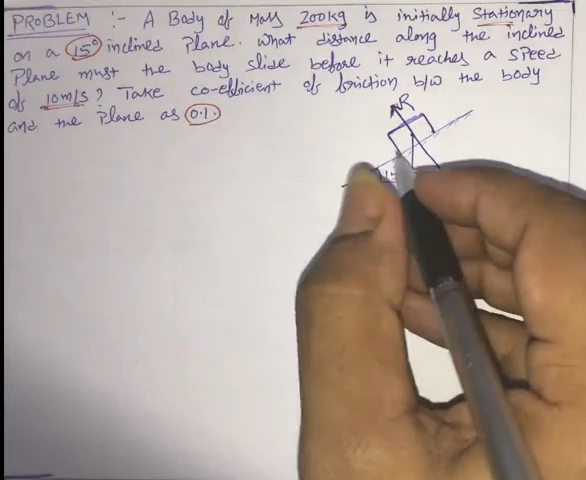 PROBLEM :- A Body of Mass 200kg is initially Stationary
on a 15° inclined Plane. What distance along the inclined
Plane must the body slide before it reaches a speed
of 10m/s? Take co-efficient of friction b/w the body
and the Plane as 0.1.
R